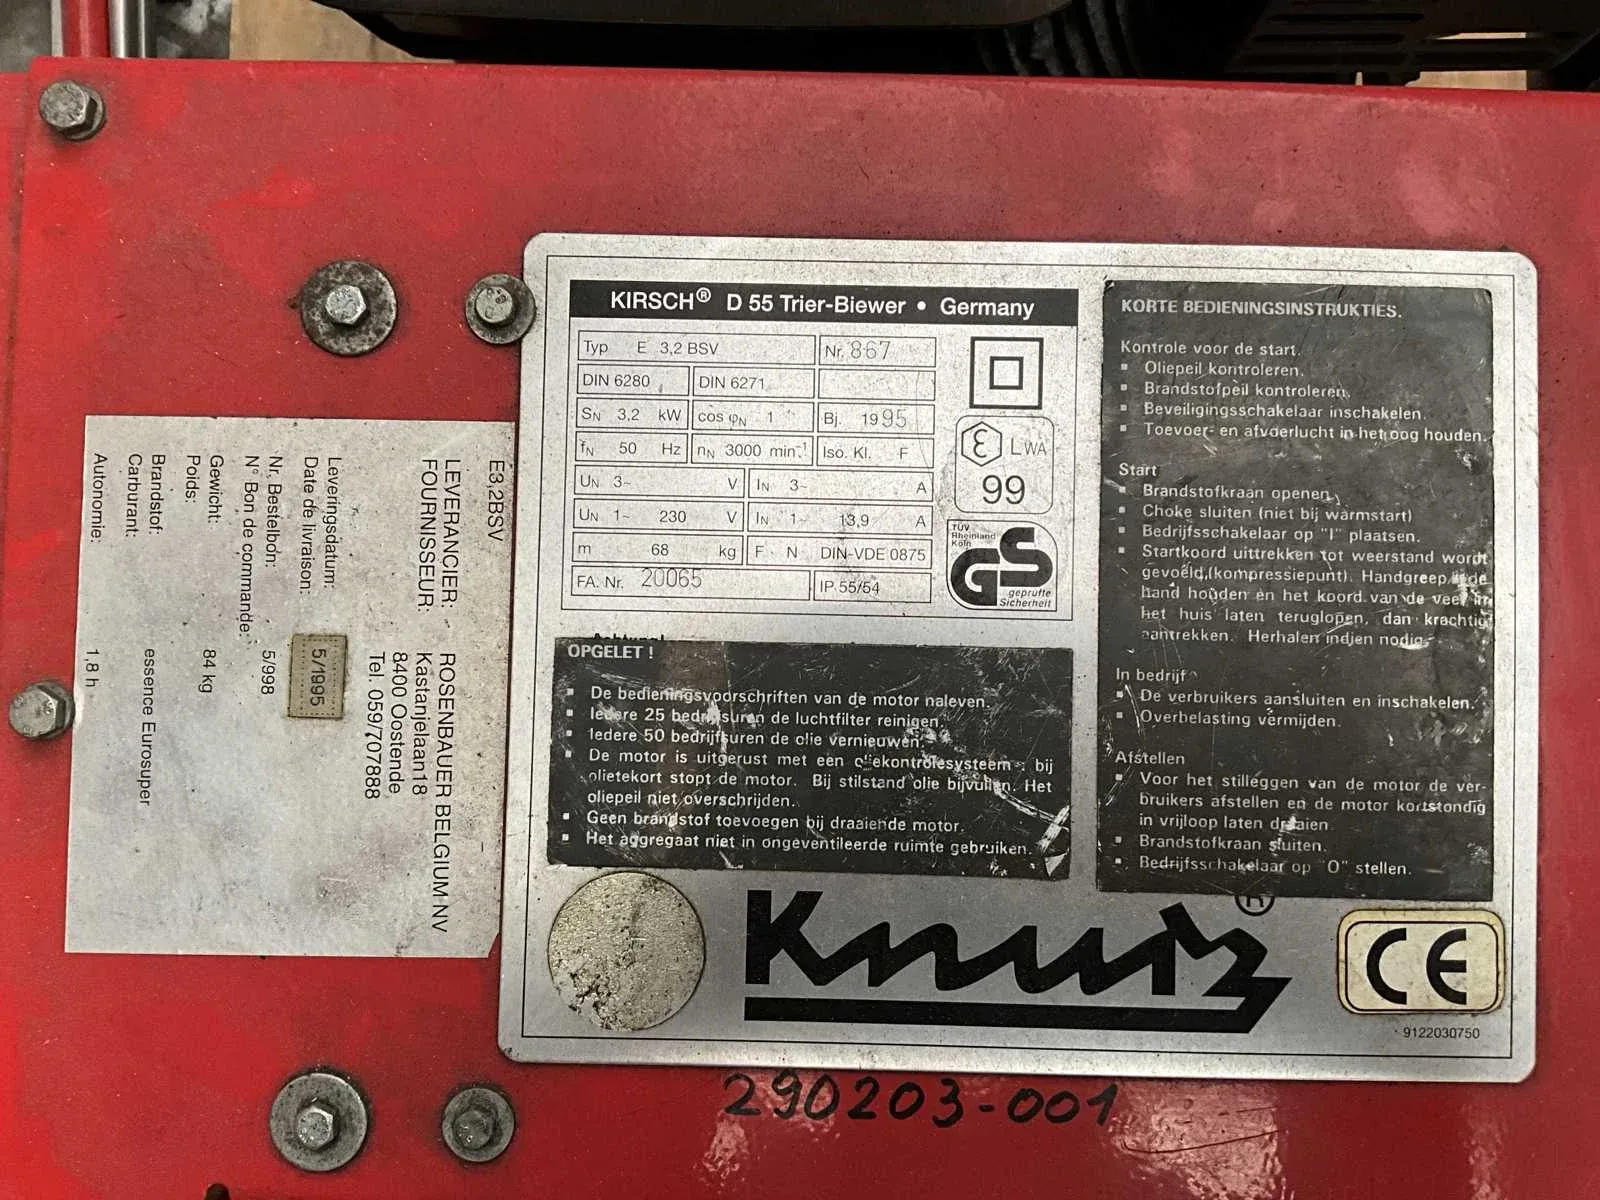 KIRSCH® D 55 Trier-Biewer • Germany
Typ E 3,2 BSV Nr. 867
DIN 6280 DIN 6271
SN 3,2 kW cos φN 1 Bj. 1995
fN 50 Hz nN 3000 min-1 Iso. Kl. F
UN 3~ V IN 3~ A
UN 1~ 230 V IN 1~ 13,9 A
m 68 kg F N DIN-VDE 0875
FA. Nr. 20065 IP 55/54
LWA
99
TÜV
Rheinland
Köln
GS
geprüfte
Sicherheit
Achtung!
OPGELET !
▪ De bedieningsvoorschriften van de motor naleven.
▪ Iedere 25 bedrijfsuren de luchtfilter reinigen.
▪ Iedere 50 bedrijfsuren de olie vernieuwen.
▪ De motor is uitgerust met een oliekontrolesysteem : bij
olietekort stopt de motor. Bij stilstand olie bijvullen. Het
oliepeil niet overschrijden.
▪ Geen brandstof toevoegen bij draaiende motor.
▪ Het aggregaat niet in ongeventileerde ruimte gebruiken.
KORTE BEDIENINGSINSTRUKTIES.
Kontrole voor de start.
▪ Oliepeil kontroleren.
▪ Brandstofpeil kontroleren.
▪ Beveiligingsschakelaar inschakelen.
▪ Toevoer- en afvoerlucht in het oog houden.
Start
▪ Brandstofkraan openen.
▪ Choke sluiten (niet bij warmstart)
▪ Bedrijfsschakelaar op "I" plaatsen.
▪ Startkoord uittrekken tot weerstand wordt
gevoeld,(kompressiepunt). Handgreep in de
hand houden en het koord van de veer in
het huis laten teruglopen, dan krachtig
aantrekken. Herhalen indien nodig.
In bedrijf
▪ De verbruikers aansluiten en inschakelen.
▪ Overbelasting vermijden.
Afstellen
▪ Voor het stilleggen van de motor de ver-
bruikers afstellen en de motor kortstondig
in vrijloop laten draaien
▪ Brandstofkraan sluiten.
▪ Bedrijfsschakelaar op "O" stellen.
Knurz®
CE
9122030750
290203-001
E3,2BSV
LEVERANCIER: ROSENBAUER BELGIUM NV
FOURNISSEUR: Kastanjelaan18
8400 Oostende
Tel. 059/707888
Leveringsdatum:
Date de livraison: 5/1995
Nr. Bestelbon:
N° Bon de commande: 5/998
Gewicht:
Poids: 84 kg
Brandstof:
Carburant: essence Eurosuper
Autonomie: 1,8 h